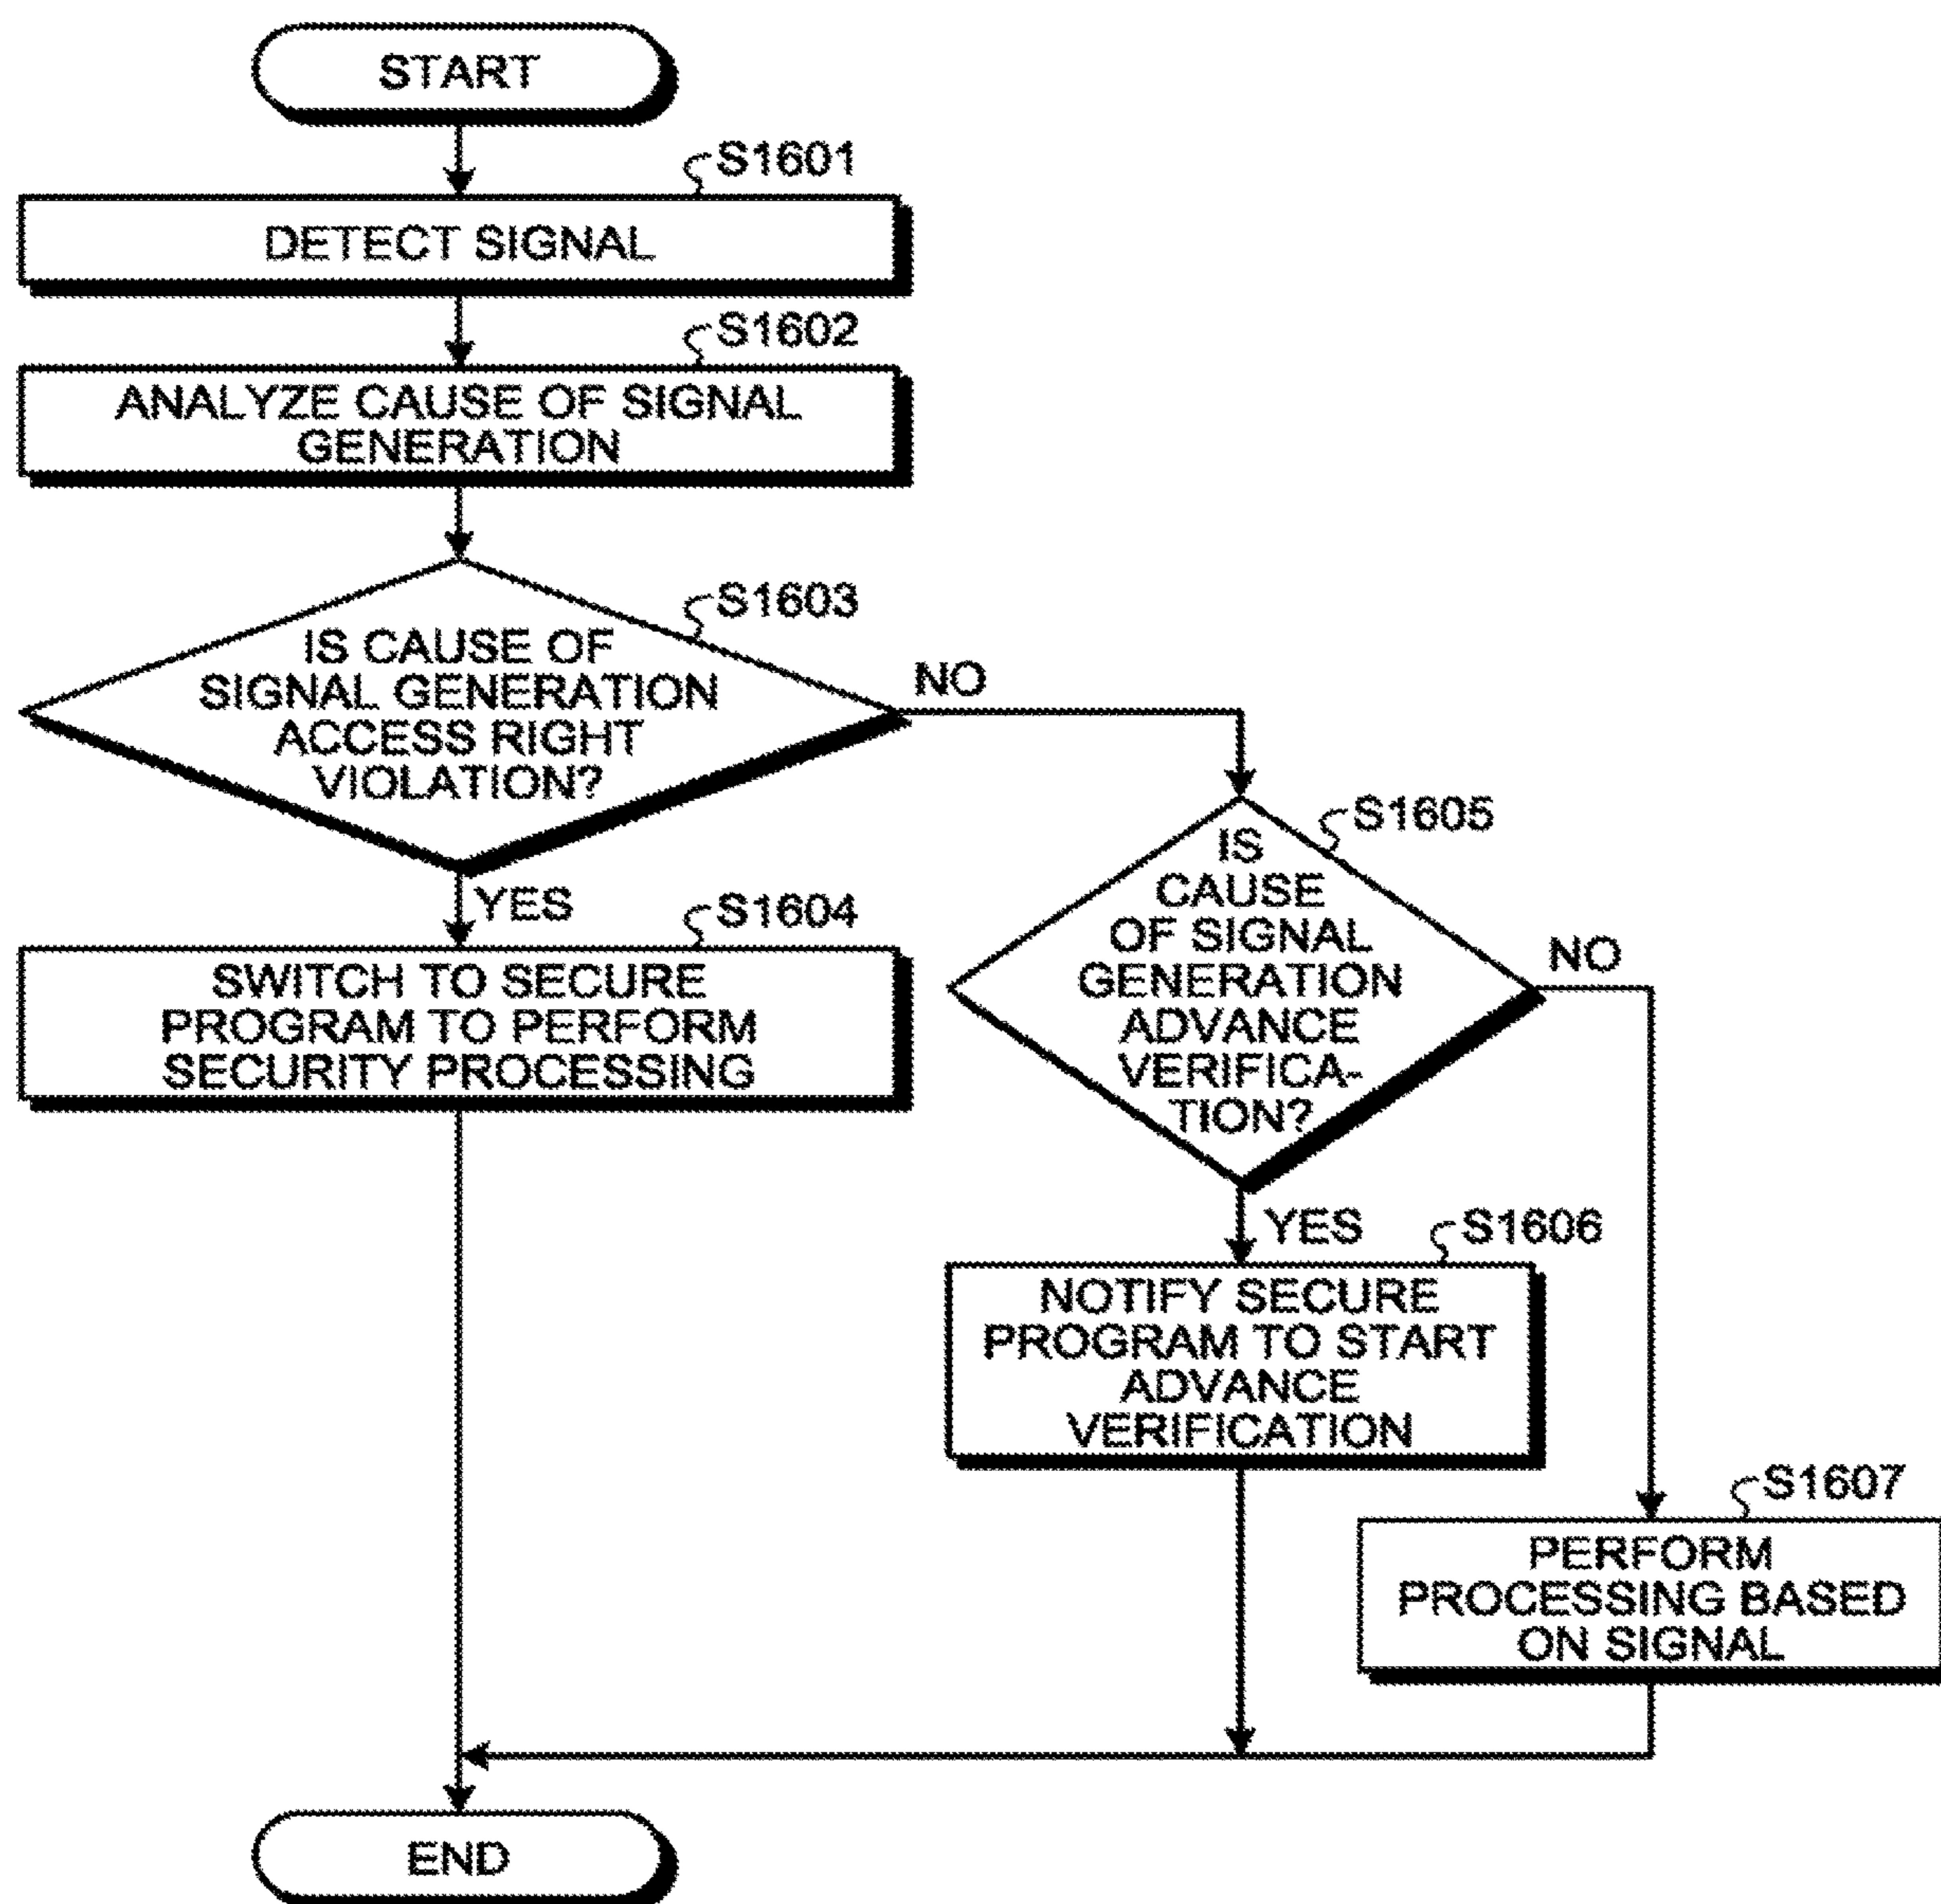 START
S1601
DETECT SIGNAL
S1602
ANALYZE CAUSE OF SIGNAL
GENERATION
S1603
IS CAUSE OF
SIGNAL GENERATION
ACCESS RIGHT
VIOLATION?
NO
YES
S1604
SWITCH TO SECURE
PROGRAM TO PERFORM
SECURITY PROCESSING
S1605
IS
CAUSE
OF SIGNAL
GENERATION
ADVANCE
VERIFICA-
TION?
NO
YES
S1606
NOTIFY SECURE
PROGRAM TO START
ADVANCE
VERIFICATION
S1607
PERFORM
PROCESSING BASED
ON SIGNAL
END